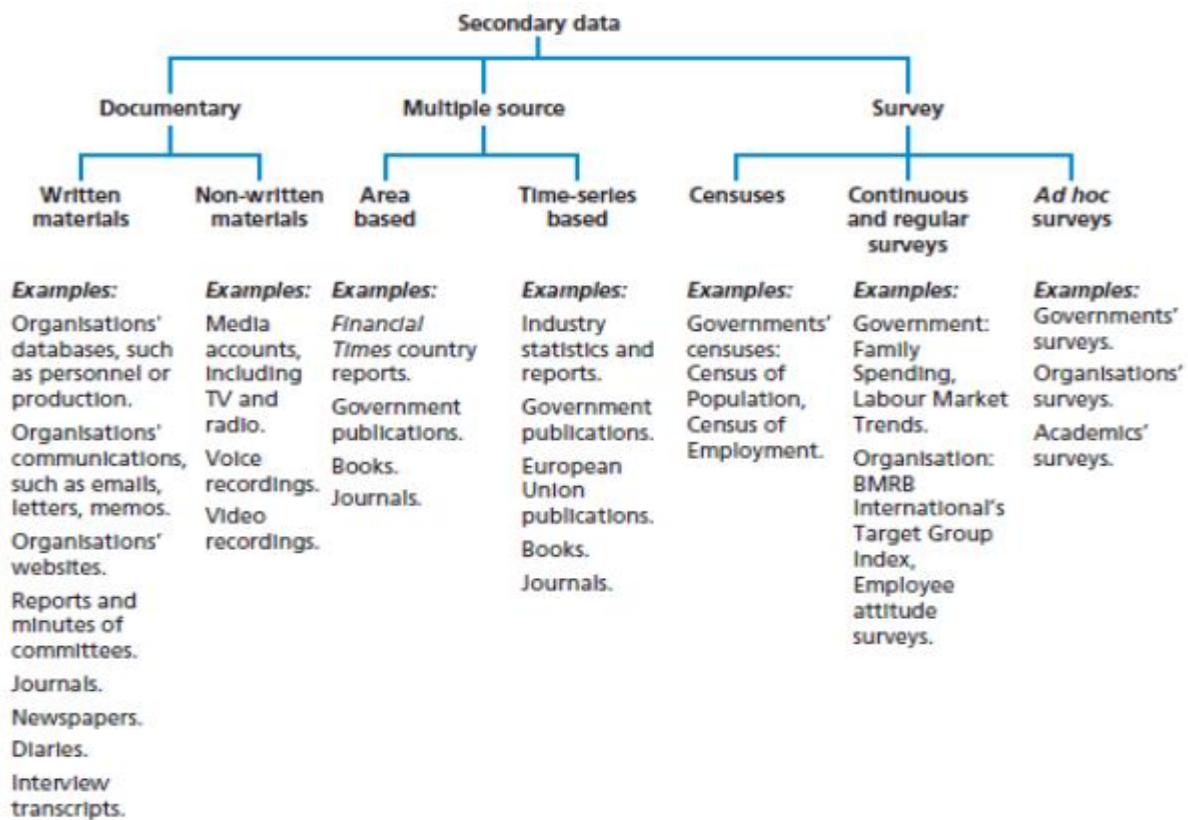 Secondary data
Documentary
Multiple source
Survey
Written
materials
Non-written
materials
Area
based
Time-series
based
Censuses
Continuous
and regular
surveys
Ad hoc
surveys
Examples:
Organisations'
databases, such
as personnel or
production.
Organisations'
communications,
such as emails,
letters, memos.
Organisations'
websites.
Reports and
minutes of
committees.
Journals.
Newspapers.
Diaries.
Interview
transcripts.
Examples:
Media
accounts,
including
TV and
radio.
Voice
recordings.
Video
recordings.
Examples:
Financial
Times country
reports.
Government
publications.
Books.
Journals.
Examples:
Industry
statistics and
reports.
Government
publications.
European
Union
publications.
Books.
Journals.
Examples:
Governments'
censuses:
Census of
Population,
Census of
Employment.
Examples:
Government:
Family
Spending,
Labour Market
Trends.
Organisation:
BMRB
International's
Target Group
Index,
Employee
attitude
surveys.
Examples:
Governments'
surveys.
Organisations'
surveys.
Academics'
surveys.